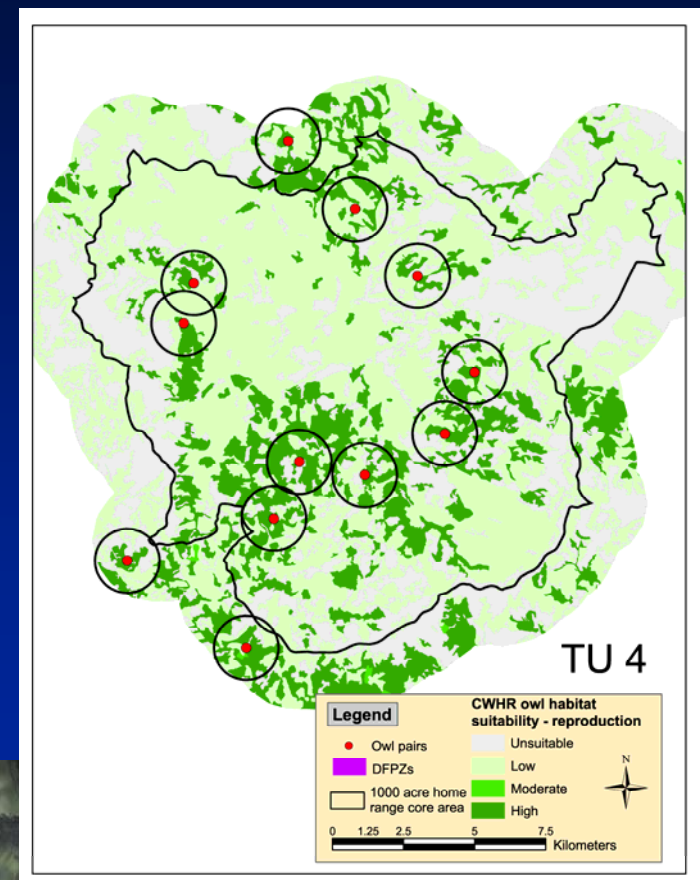 TU 4
Legend
Owl pairs
DFPZs
1000 acre home
range core area
CWHR owl habitat
suitability - reproduction
Unsuitable
Low
Moderate
High
N
0 1.25 2.5 5 7.5
Kilometers